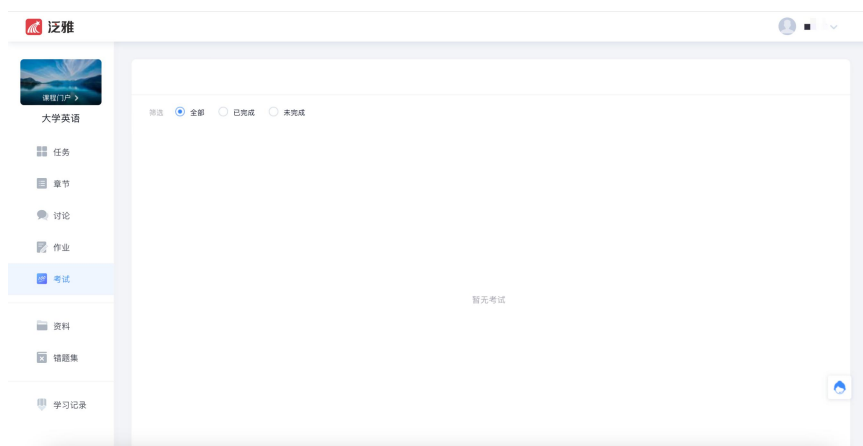 泛雅
课程门户 >
大学英语
筛选 全部 已完成 未完成
任务
章节
讨论
作业
考试
暂无考试
资料
错题集
学习记录